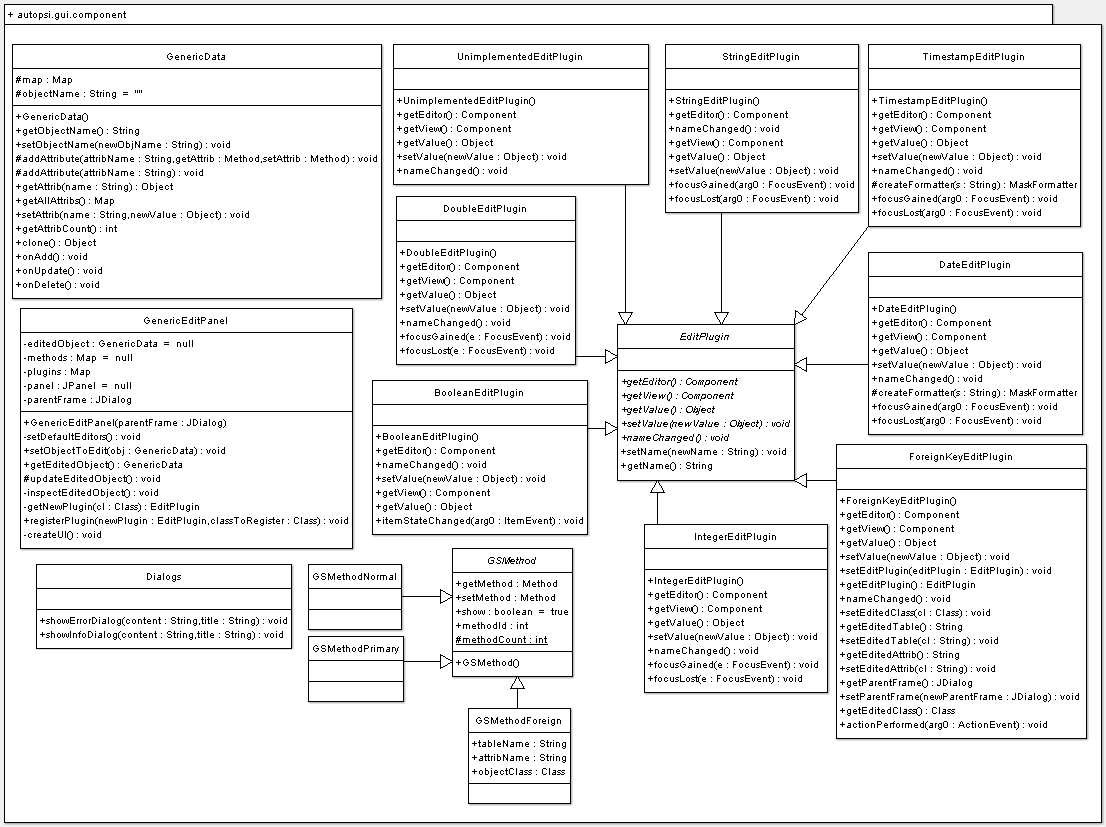 + autopsi.gui.component
GenericData
#map : Map
#objectName : String = ""
+GenericData()
+getObjectName() : String
+setObjectName(newObjName : String) : void
#addAttribute(attribName : String,getAttrib : Method,setAttrib : Method) : void
#addAttribute(attribName : String) : void
+getAttrib(name : String) : Object
+getAllAttribs() : Map
+setAttrib(name : String,newValue : Object) : void
+getAttribCount() : int
+clone() : Object
+onAdd() : void
+onUpdate() : void
+onDelete() : void
UnimplementedEditPlugin
+UnimplementedEditPlugin()
+getEditor() : Component
+getView() : Component
+getValue() : Object
+setValue(newValue : Object) : void
+nameChanged() : void
StringEditPlugin
+StringEditPlugin()
+getEditor() : Component
+nameChanged() : void
+getView() : Component
+getValue() : Object
+setValue(newValue : Object) : void
+focusGained(arg0 : FocusEvent) : void
+focusLost(arg0 : FocusEvent) : void
TimestampEditPlugin
+TimestampEditPlugin()
+getEditor() : Component
+getView() : Component
+getValue() : Object
+setValue(newValue : Object) : void
+nameChanged() : void
#createFormatter(s : String) : MaskFormatter
+focusGained(arg0 : FocusEvent) : void
+focusLost(arg0 : FocusEvent) : void
DoubleEditPlugin
+DoubleEditPlugin()
+getEditor() : Component
+getView() : Component
+getValue() : Object
+setValue(newValue : Object) : void
+nameChanged() : void
+focusGained(e : FocusEvent) : void
+focusLost(e : FocusEvent) : void
DateEditPlugin
+DateEditPlugin()
+getEditor() : Component
+getView() : Component
+getValue() : Object
+setValue(newValue : Object) : void
+nameChanged() : void
#createFormatter(s : String) : MaskFormatter
+focusGained(arg0 : FocusEvent) : void
+focusLost(arg0 : FocusEvent) : void
GenericEditPanel
-editedObject : GenericData = null
-methods : Map = null
-plugins : Map
-panel : JPanel = null
-parentFrame : JDialog
+GenericEditPanel(parentFrame : JDialog)
-setDefaultEditors() : void
+setObjectToEdit(obj : GenericData) : void
+getEditedObject() : GenericData
#updateEditedObject() : void
-inspectEditedObject() : void
-getNewPlugin(cl : Class) : EditPlugin
+registerPlugin(newPlugin : EditPlugin,classToRegister : Class) : void
-createUI() : void
EditPlugin
+getEditor() : Component
+getView() : Component
+getValue() : Object
+setValue(newValue : Object) : void
+nameChanged() : void
+setName(newName : String) : void
+getName() : String
BooleanEditPlugin
+BooleanEditPlugin()
+getEditor() : Component
+nameChanged() : void
+setValue(newValue : Object) : void
+getView() : Component
+getValue() : Object
+itemStateChanged(arg0 : ItemEvent) : void
ForeignKeyEditPlugin
+ForeignKeyEditPlugin()
+getEditor() : Component
+getView() : Component
+getValue() : Object
+setValue(newValue : Object) : void
+setEditPlugin(editPlugin : EditPlugin) : void
+getEditPlugin() : EditPlugin
+nameChanged() : void
+setEditedClass(cl : Class) : void
+getEditedTable() : String
+setEditedTable(cl : String) : void
+getEditedAttrib() : String
+setEditedAttrib(cl : String) : void
+getParentFrame() : JDialog
+setParentFrame(newParentFrame : JDialog) : void
+getEditedClass() : Class
+actionPerformed(arg0 : ActionEvent) : void
IntegerEditPlugin
+IntegerEditPlugin()
+getEditor() : Component
+getView() : Component
+getValue() : Object
+setValue(newValue : Object) : void
+nameChanged() : void
+focusGained(e : FocusEvent) : void
+focusLost(e : FocusEvent) : void
Dialogs
+showErrorDialog(content : String,title : String) : void
+showInfoDialog(content : String,title : String) : void
GSMethodNormal
GSMethodPrimary
GSMethod
+getMethod : Method
+setMethod : Method
+show : boolean = true
+methodId : int
#methodCount : int
+GSMethod()
GSMethodForeign
+tableName : String
+attribName : String
+objectClass : Class